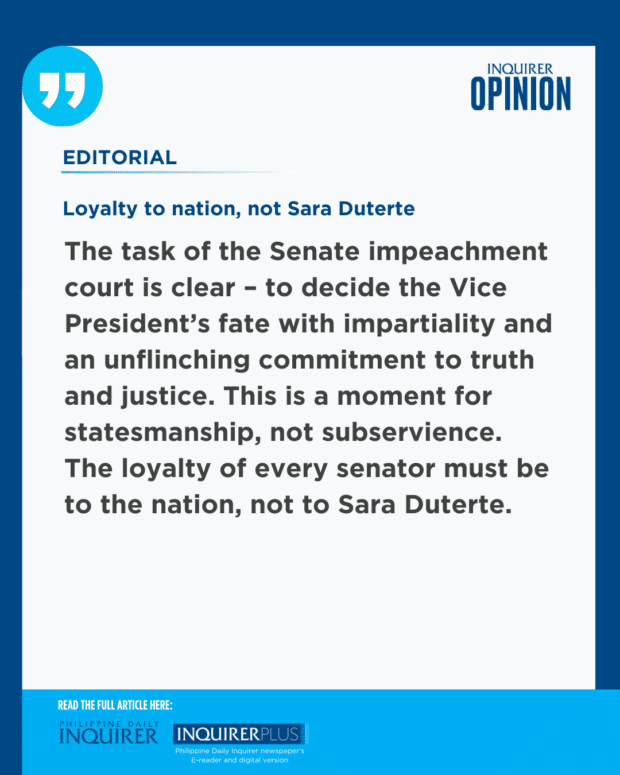 INQUIRER
OPINION
EDITORIAL
Loyalty to nation, not Sara Duterte
The task of the Senate impeachment
court is clear – to decide the Vice
President’s fate with impartiality and
an unflinching commitment to truth
and justice. This is a moment for
statesmanship, not subservience.
The loyalty of every senator must be
to the nation, not to Sara Duterte.
READ THE FULL ARTICLE HERE:
PHILIPPINE DAILY
INQUIRER
INQUIRERPLUS
Philippine Daily Inquirer newspaper's
E-reader and digital version